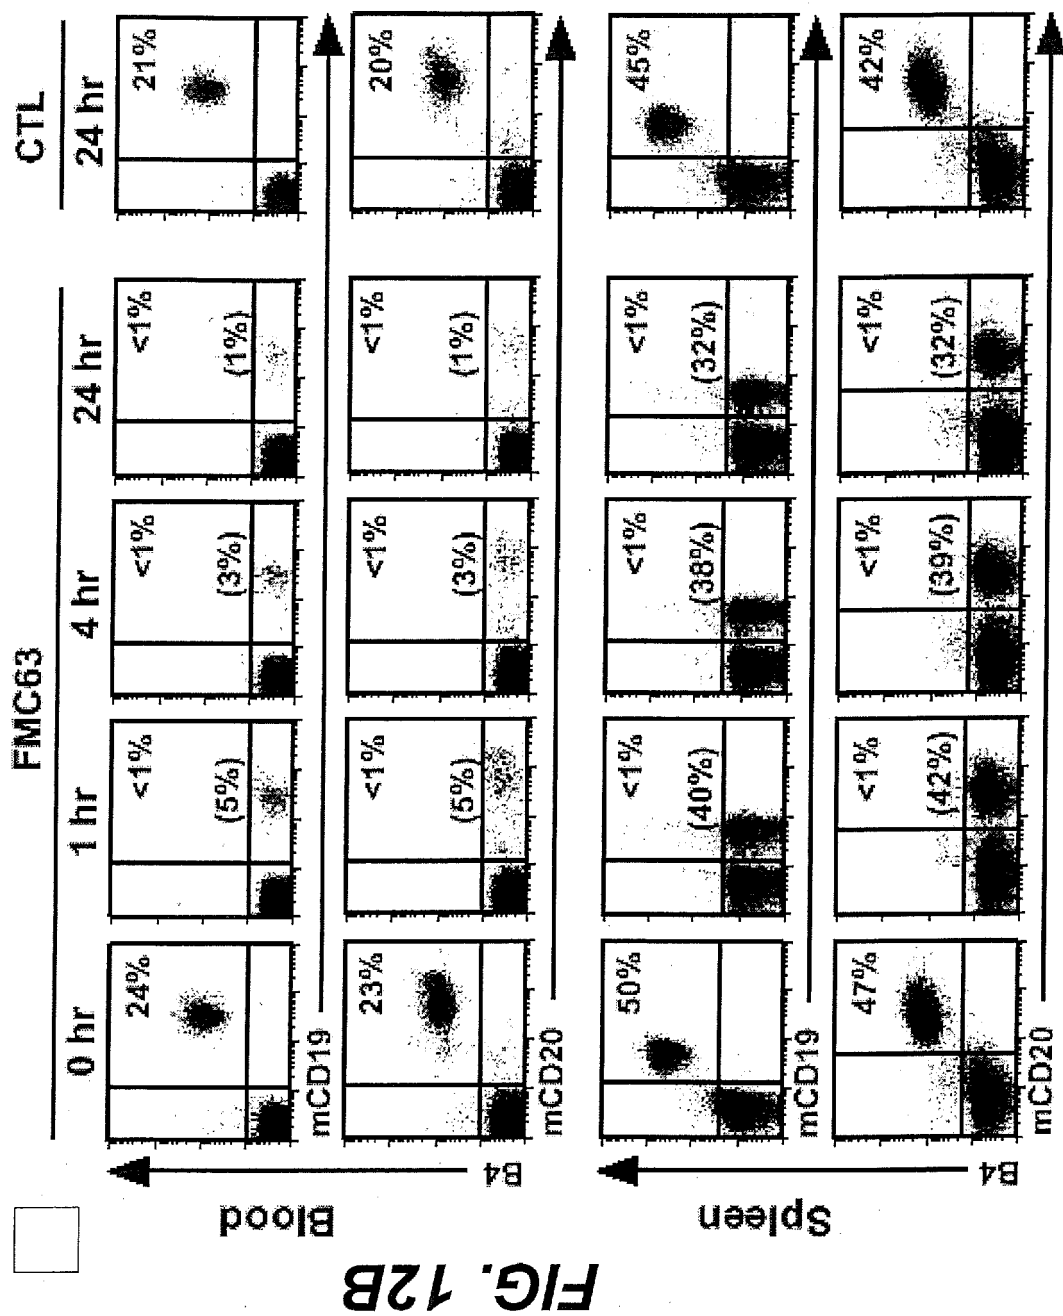 FMC63 CTL
0 hr 1 hr 4 hr 24 hr 24 hr
Blood
24% <1% <1% <1% 21%
(5%) (3%) (1%)
mCD19
23% <1% <1% <1% 20%
(5%) (3%) (1%)
B4
mCD20
Spleen
50% <1% <1% <1% 45%
(40%) (38%) (32%)
mCD19
47% <1% <1% <1% 42%
(42%) (39%) (32%)
B4
mCD20
FIG. 12B